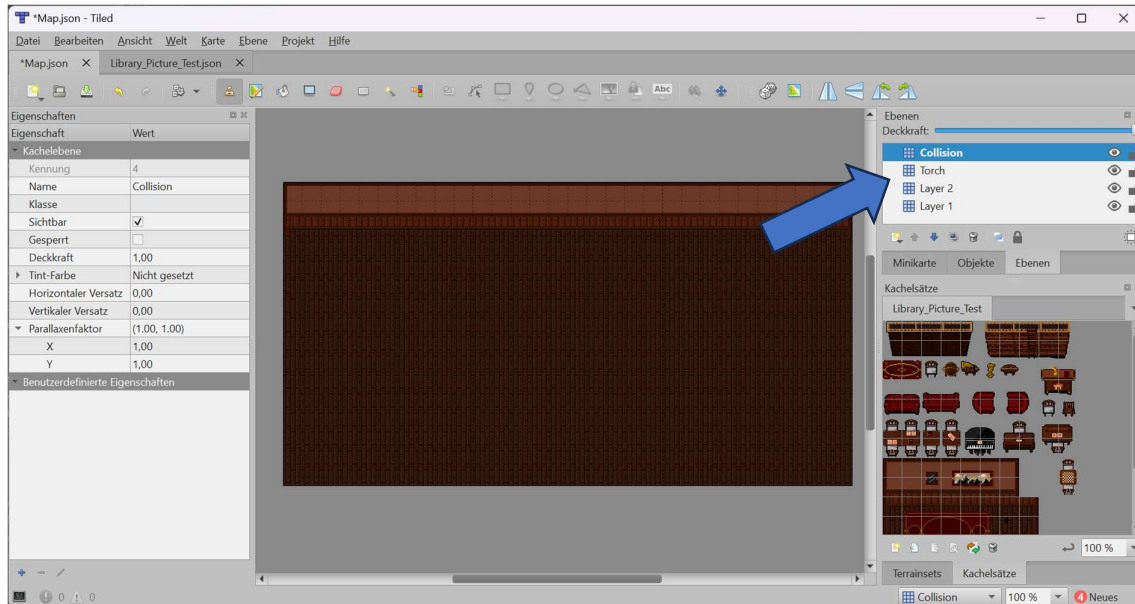 *Map.json - Tiled
Datei Bearbeiten Ansicht Welt Karte Ebene Projekt Hilfe
*Map.json Library_Picture_Test.json
Abc
Eigenschaften
Eigenschaft Wert
Kachelebene
Kennung 4
Name Collision
Klasse
Sichtbar
Gesperrt
Deckkraft 1,00
Tint-Farbe Nicht gesetzt
Horizontaler Versatz 0,00
Vertikaler Versatz 0,00
Parallaxenfaktor (1.00, 1.00)
X 1,00
Y 1,00
Benutzerdefinierte Eigenschaften
0 0
Ebenen
Deckkraft:
Collision
Torch
Layer 2
Layer 1
Minikarte Objekte Ebenen
Kachelsätze
Library_Picture_Test
100 %
Terrainsets Kachelsätze
Collision 100 % 4 Neues